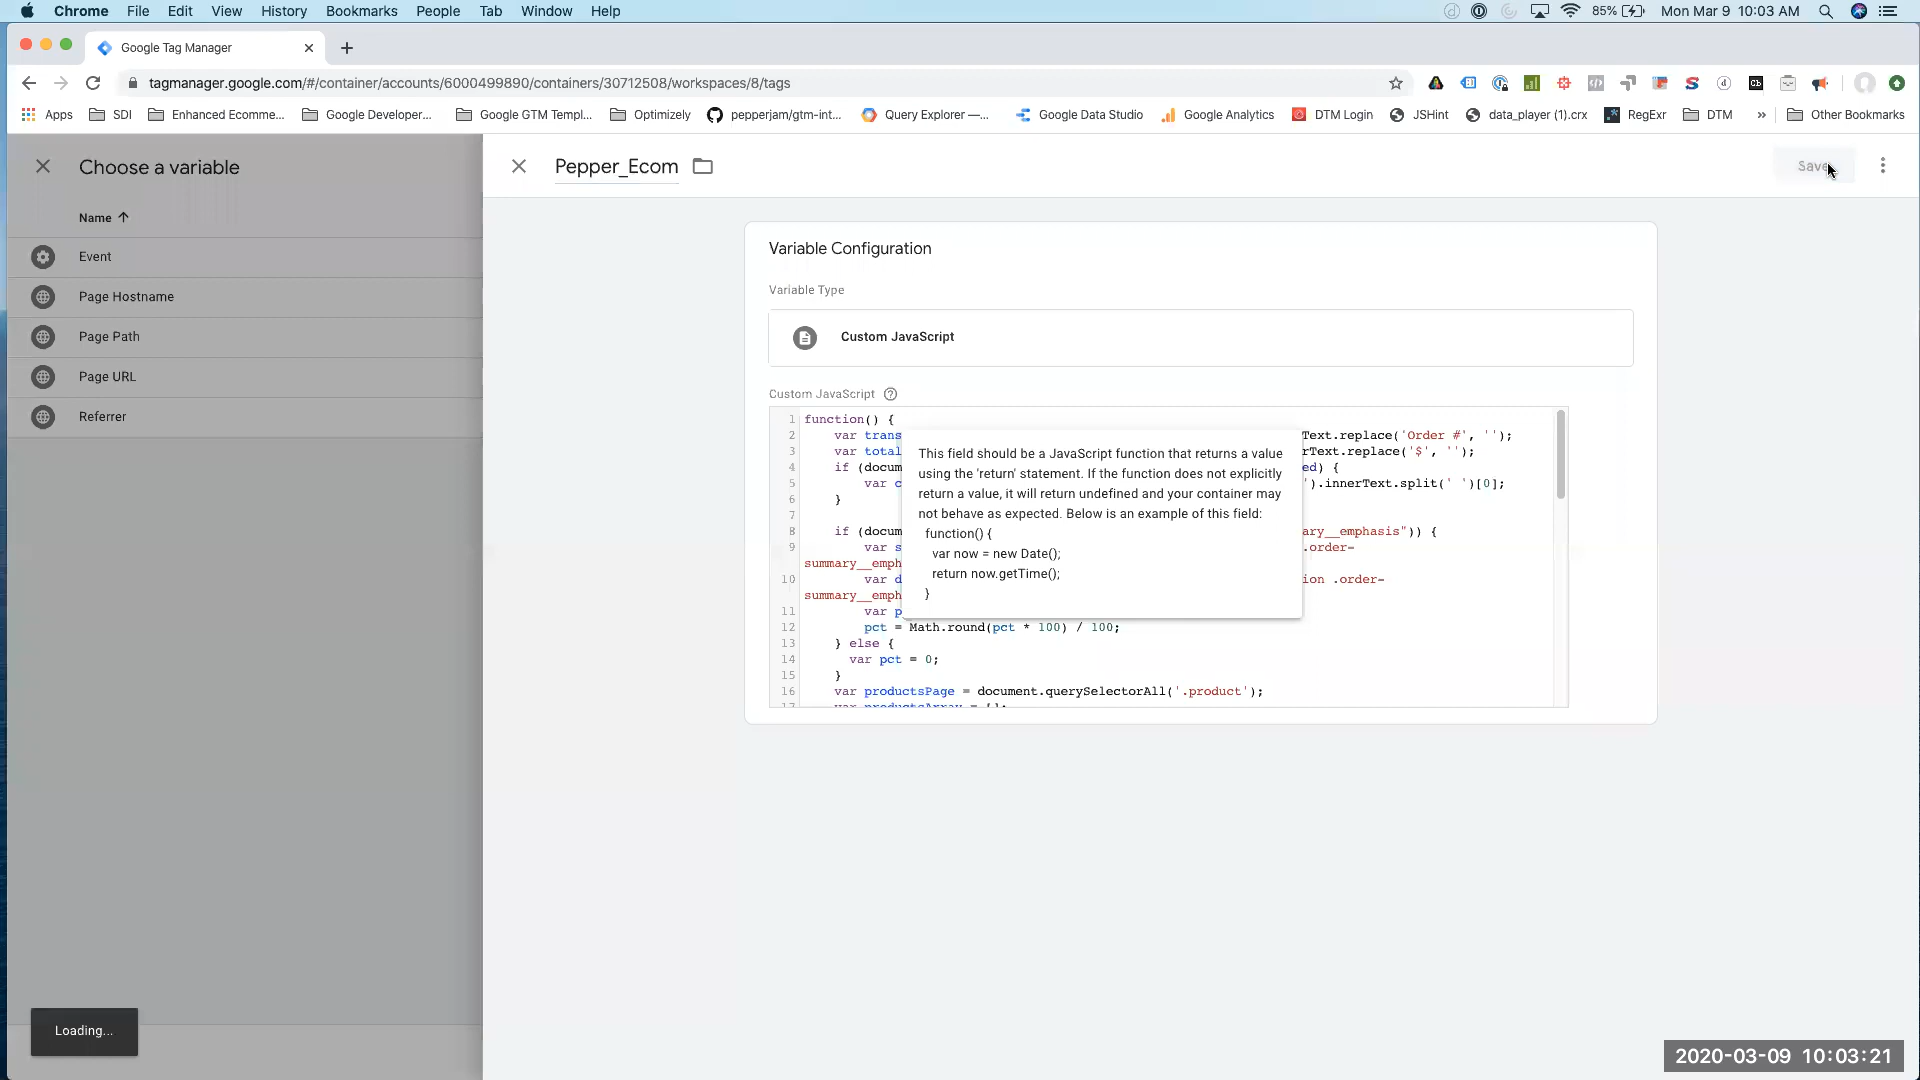 Chrome File Edit View History Bookmarks People Tab Window Help
85% Mon Mar 9 10:03 AM
Google Tag Manager
tagmanager.google.com/#/container/accounts/6000499890/containers/30712508/workspaces/8/tags
Apps SDI Enhanced Ecomme... Google Developer... Google GTM Templ... Optimizely pepperjam/gtm-int... Query Explorer —... Google Data Studio Google Analytics DTM Login JSHint data_player (1).crx RegExr DTM » Other Bookmarks
Choose a variable
Name
Event
Page Hostname
Page Path
Page URL
Referrer
Loading...
Pepper_Ecom
Save
Variable Configuration
Variable Type
Custom JavaScript
Custom JavaScript
1 function() {
2 var trans Text.replace('Order #', '');
3 var total rText.replace('$', '');
4 if (docum ed) {
5 var c ').innerText.split(' ')[0];
6 }
7
8 if (docum ary__emphasis")) {
9 var s .order-
summary__emph
10 var d ion .order-
summary__emph
11 var p
12 pct = Math.round(pct * 100) / 100;
13 } else {
14 var pct = 0;
15 }
16 var productsPage = document.querySelectorAll('.product');
17 var productsArray = [];
This field should be a JavaScript function that returns a value
using the 'return' statement. If the function does not explicitly
return a value, it will return undefined and your container may
not behave as expected. Below is an example of this field:
function() {
var now = new Date();
return now.getTime();
}
2020-03-09 10:03:21